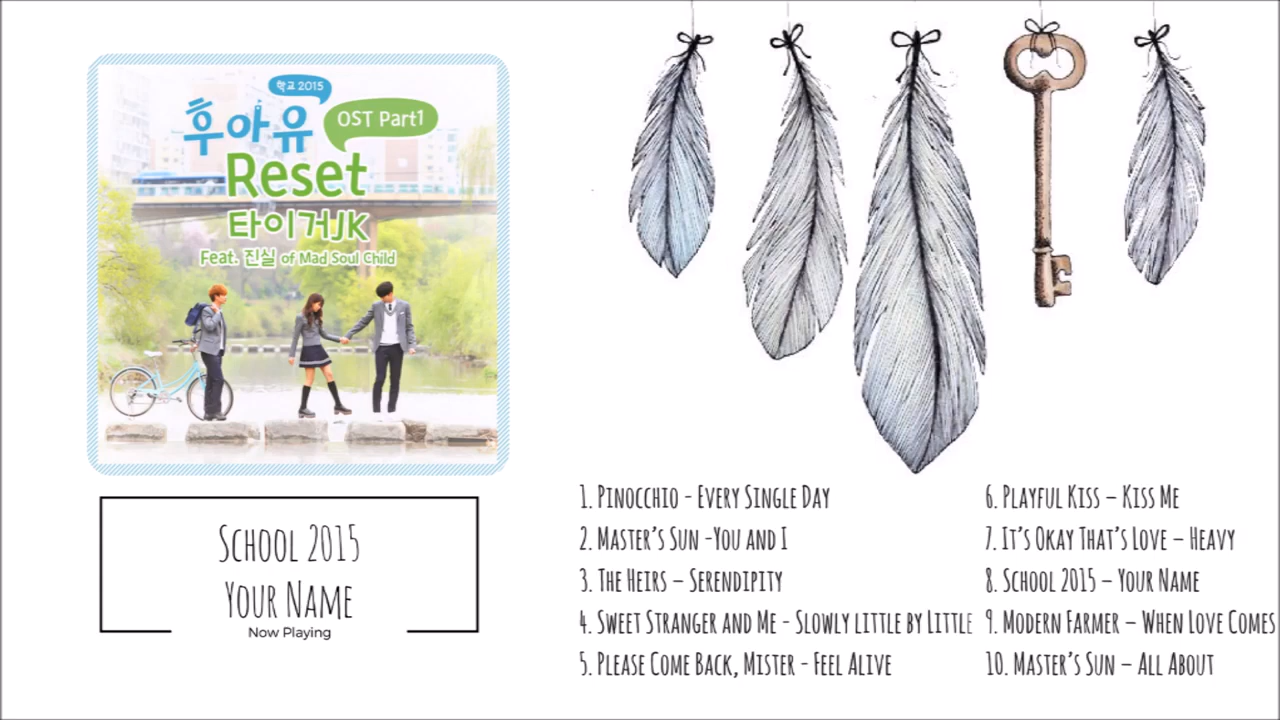 학교 2015
후아유
OST Part1
Reset
타이거JK
Feat. 진실 of Mad Soul Child
School 2015
Your Name
Now Playing
1. Pinocchio - Every Single Day
2. Master's Sun -You and I
3. The Heirs – Serendipity
4. Sweet Stranger and Me - Slowly little by Little
5. Please Come Back, Mister - Feel Alive
6. Playful Kiss – Kiss Me
7. It's Okay That's Love – Heavy
8. School 2015 – Your Name
9. Modern Farmer – When Love Comes
10. Master's Sun – All About